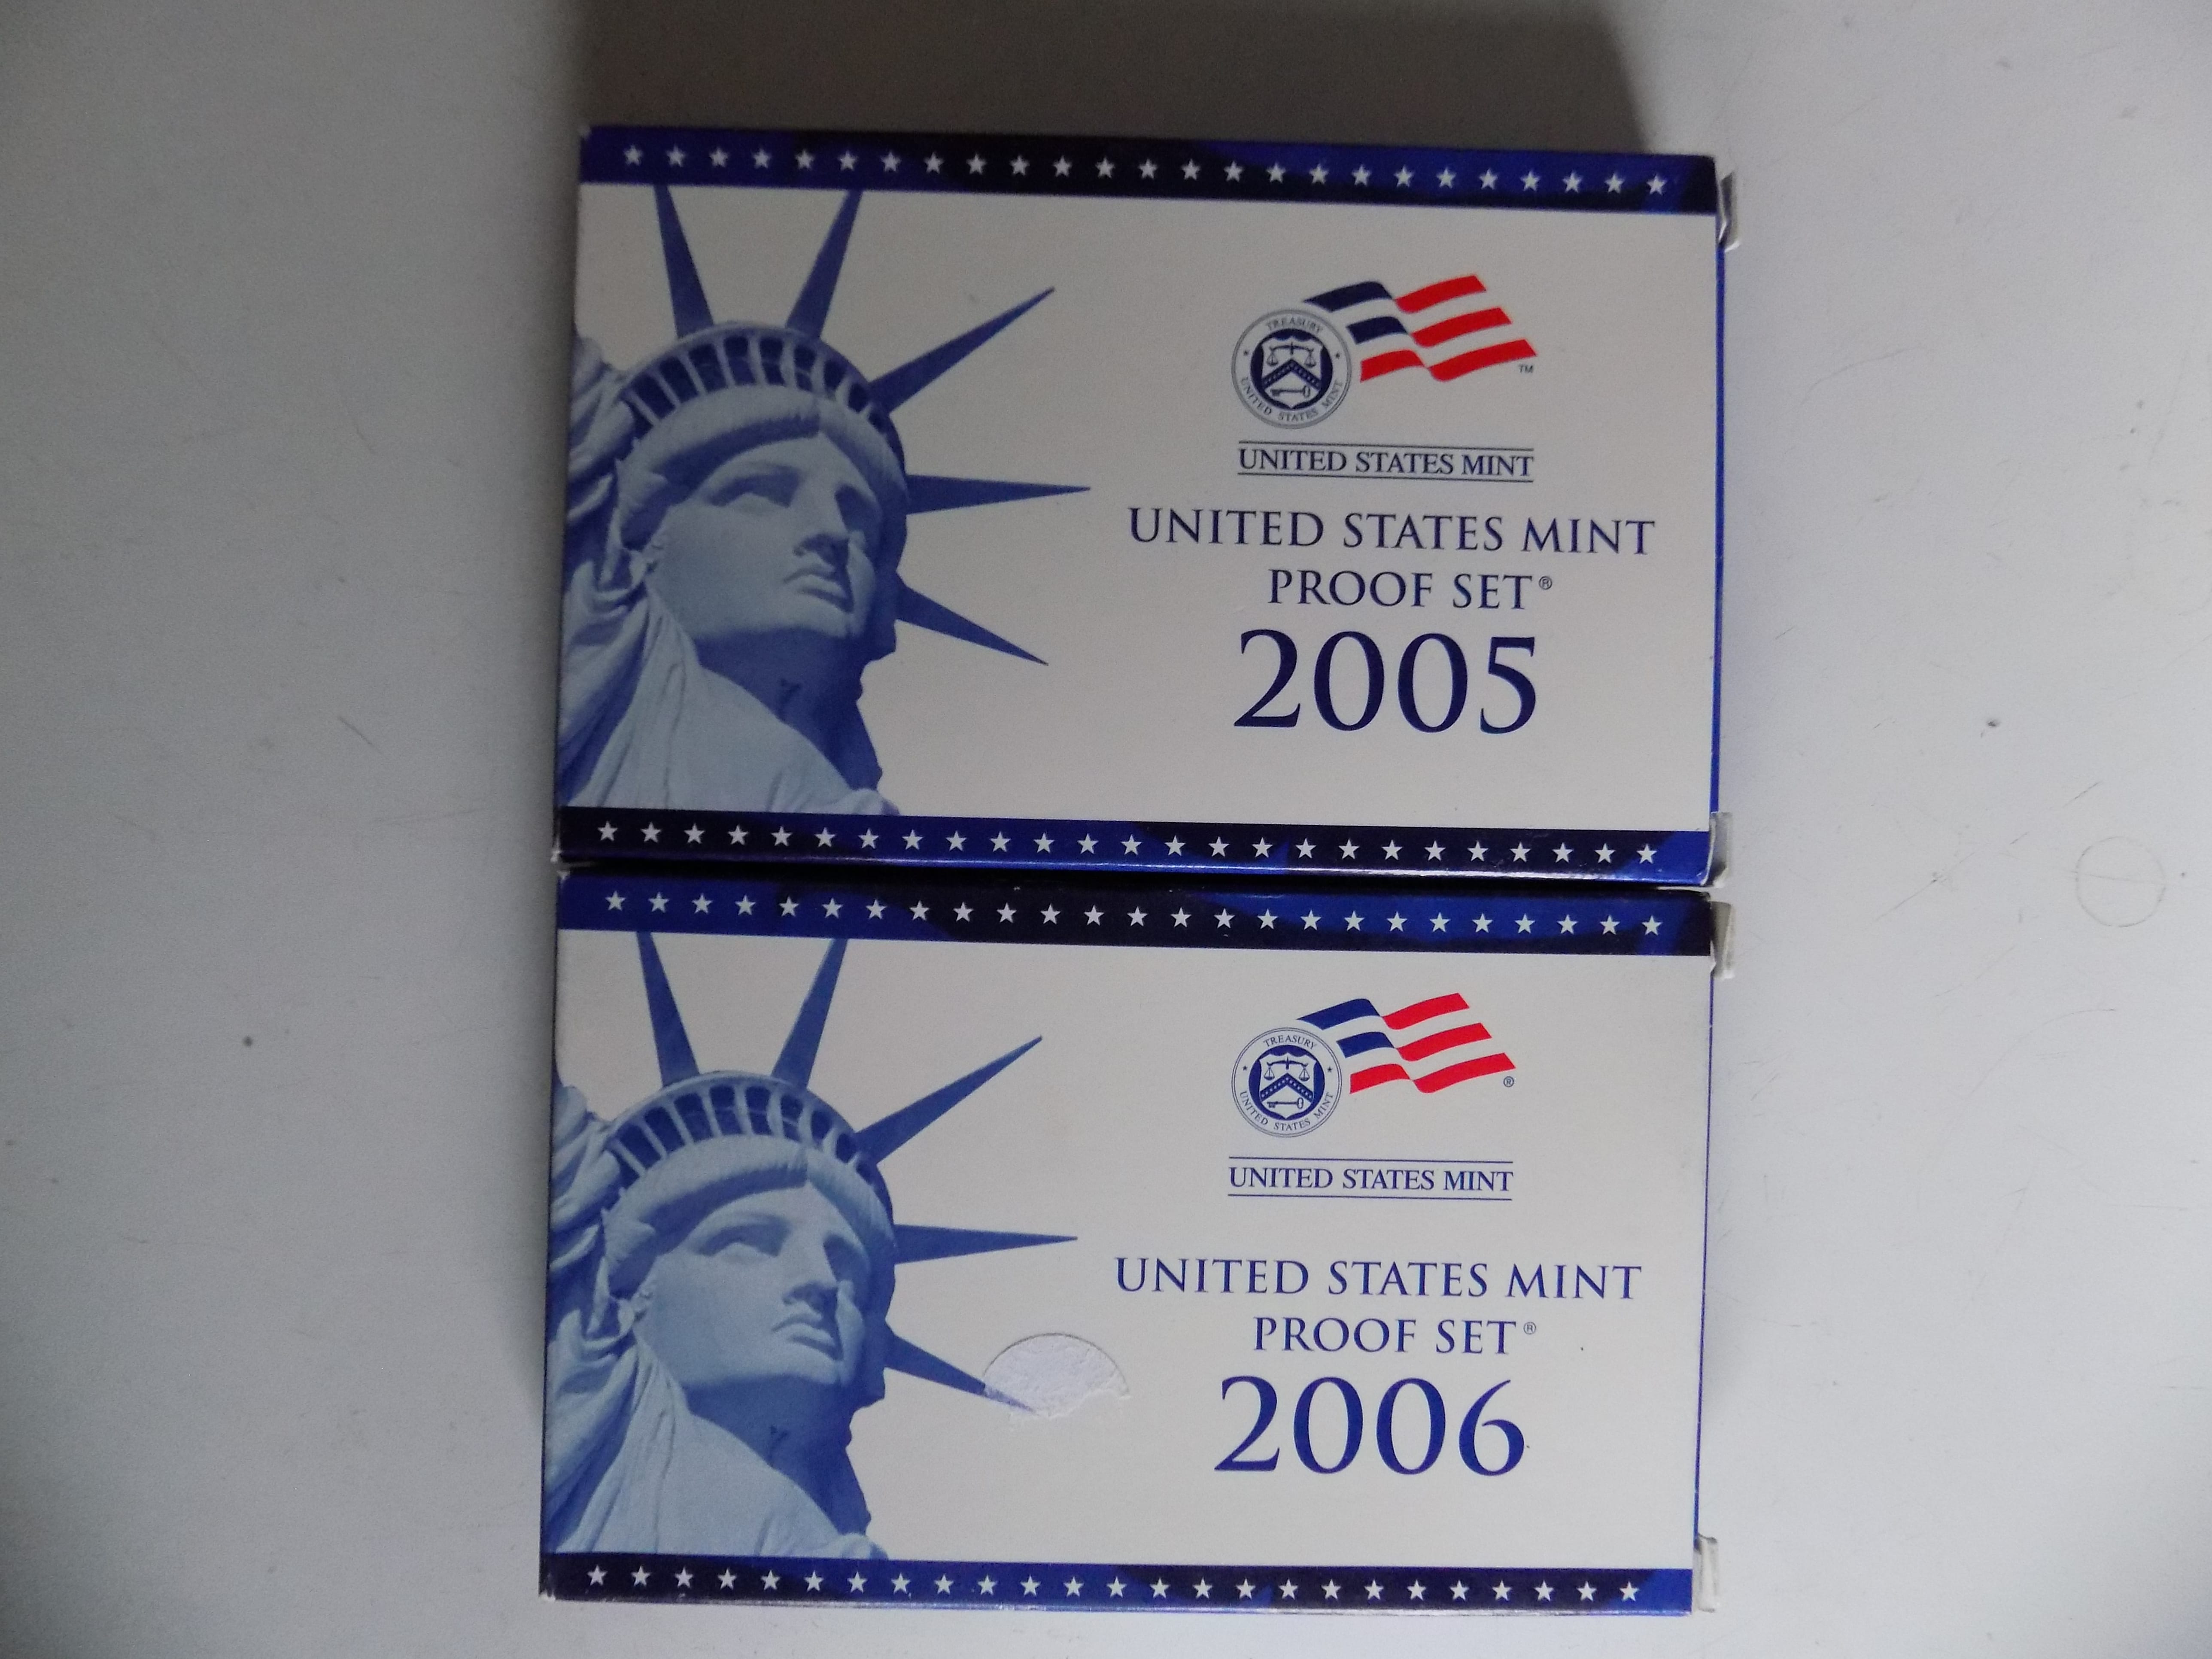 TREASURY
UNITED STATES MINT
TM
UNITED STATES MINT
UNITED STATES MINT
PROOF SET®
2005
TREASURY
UNITED STATES MINT
®
UNITED STATES MINT
UNITED STATES MINT
PROOF SET®
2006